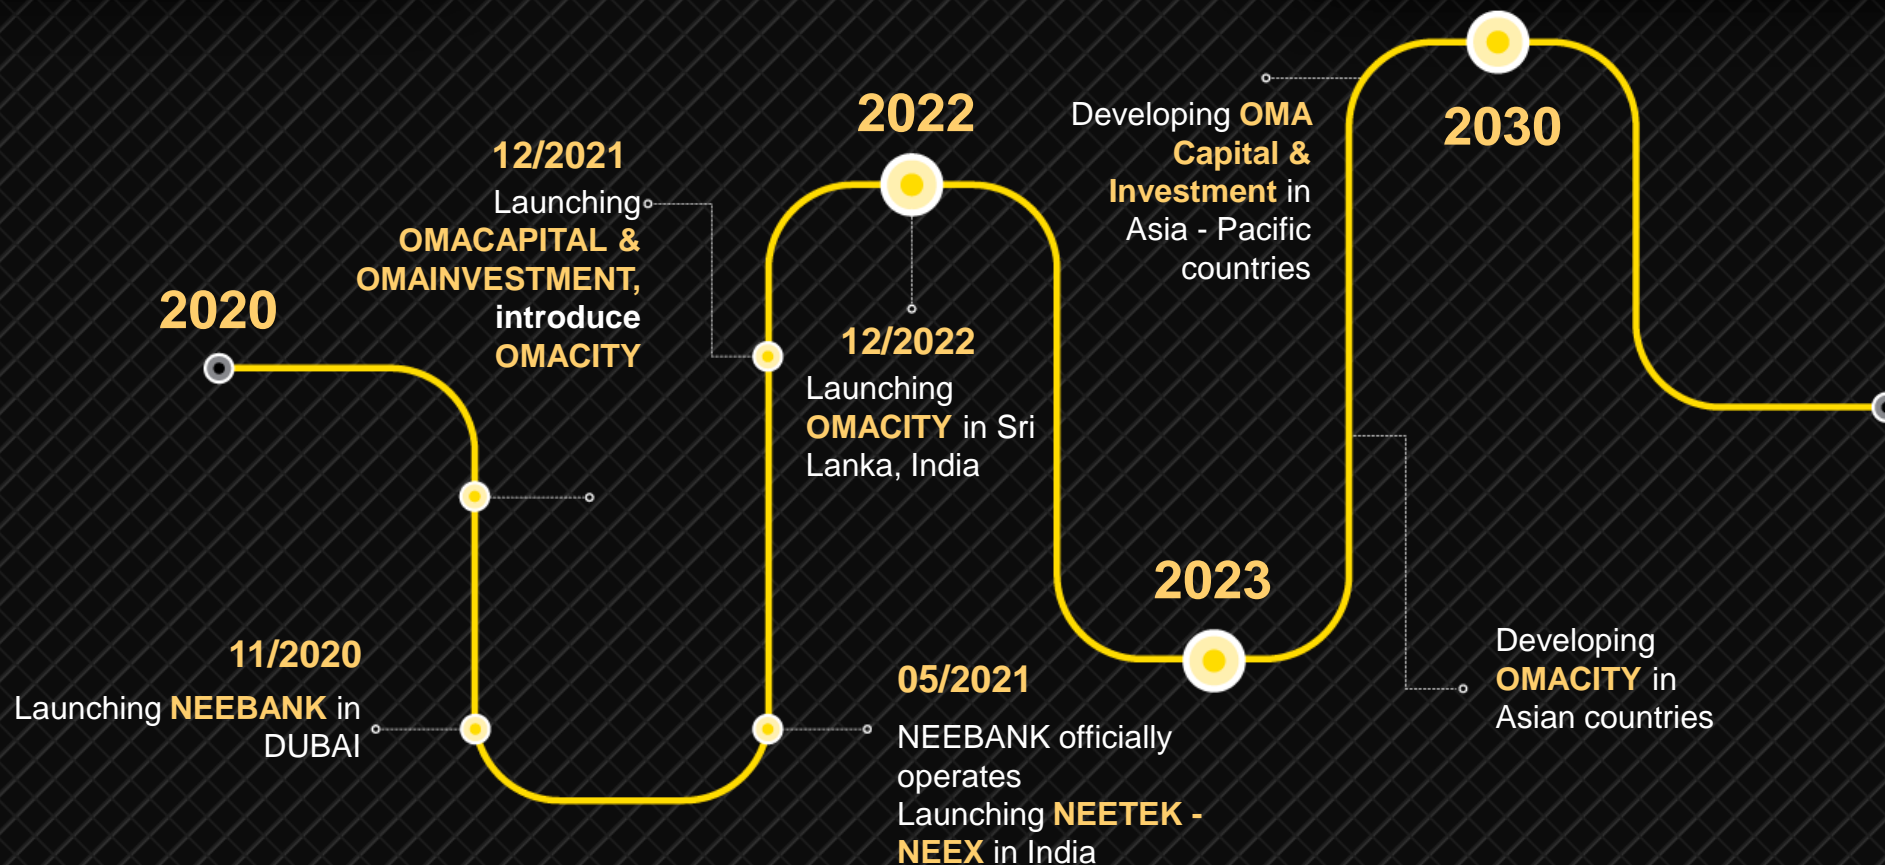 2020
11/2020
Launching NEEBANK in
DUBAI
12/2021
Launching
OMACAPITAL &
OMAINVESTMENT,
introduce
OMACITY
05/2021
NEEBANK officially
operates
Launching NEETEK -
NEEX in India
2022
12/2022
Launching
OMACITY in Sri
Lanka, India
2023
Developing OMA
Capital &
Investment in
Asia - Pacific
countries
Developing
OMACITY in
Asian countries
2030